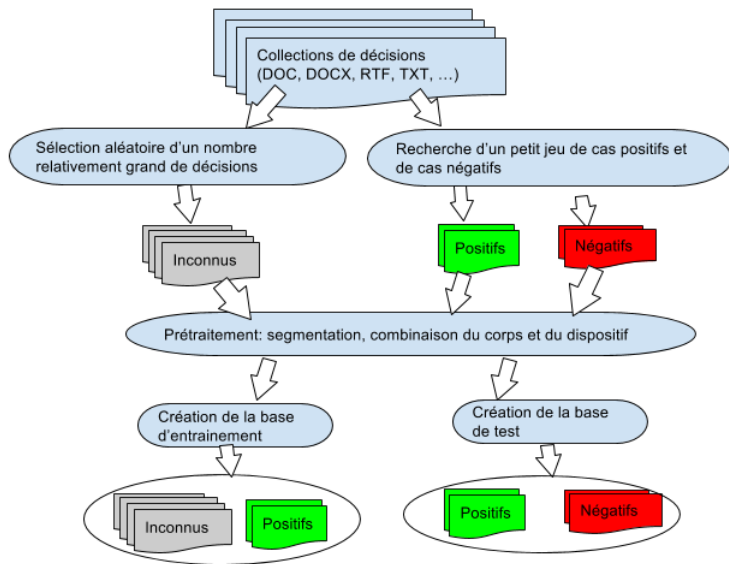 Collections de décisions
(DOC, DOCX, RTF, TXT, ...)
Sélection aléatoire d'un nombre
relativement grand de décisions
Recherche d'un petit jeu de cas positifs et
de cas négatifs
Inconnus
Positifs
Négatifs
Prétraitement: segmentation, combinaison du corps et du dispositif
Création de la base
d'entrainement
Création de la base
de test
Inconnus
Positifs
Positifs
Négatifs